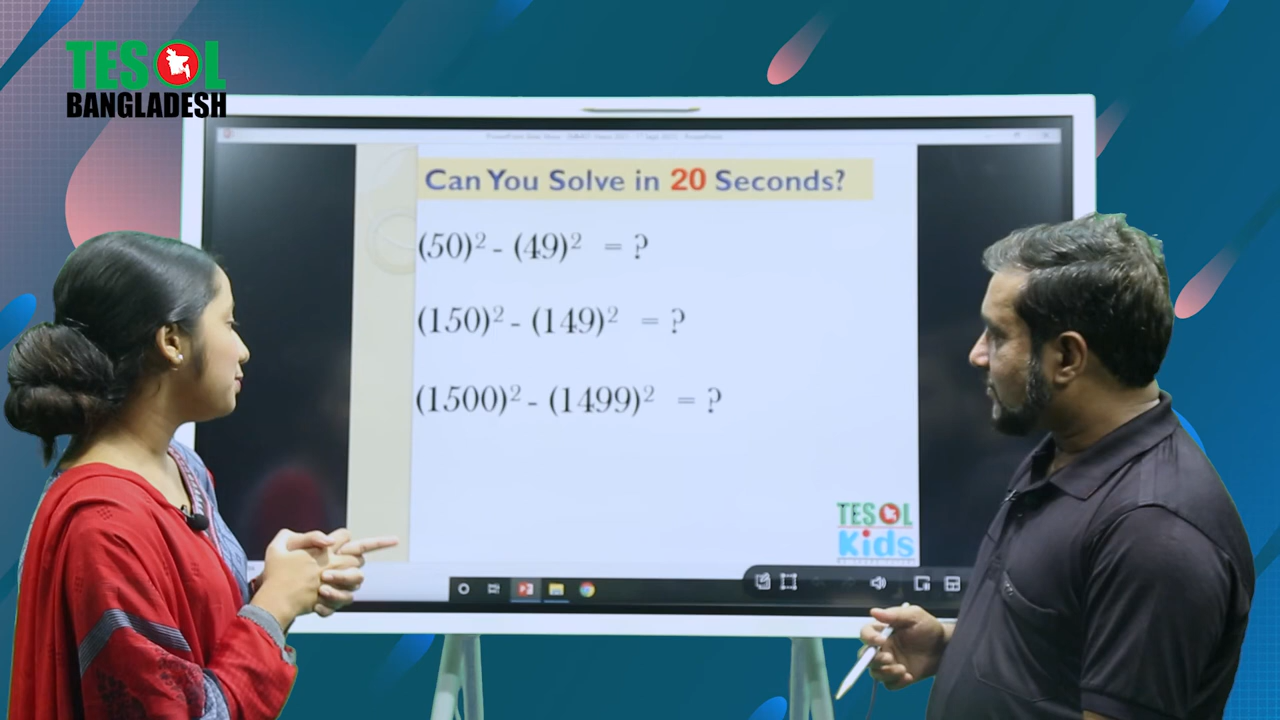 TESOL
BANGLADESH
Can You Solve in 20 Seconds?
(50)² - (49)² = ?
(150)² - (149)² = ?
(1500)² - (1499)² = ?
TESOL
Kids